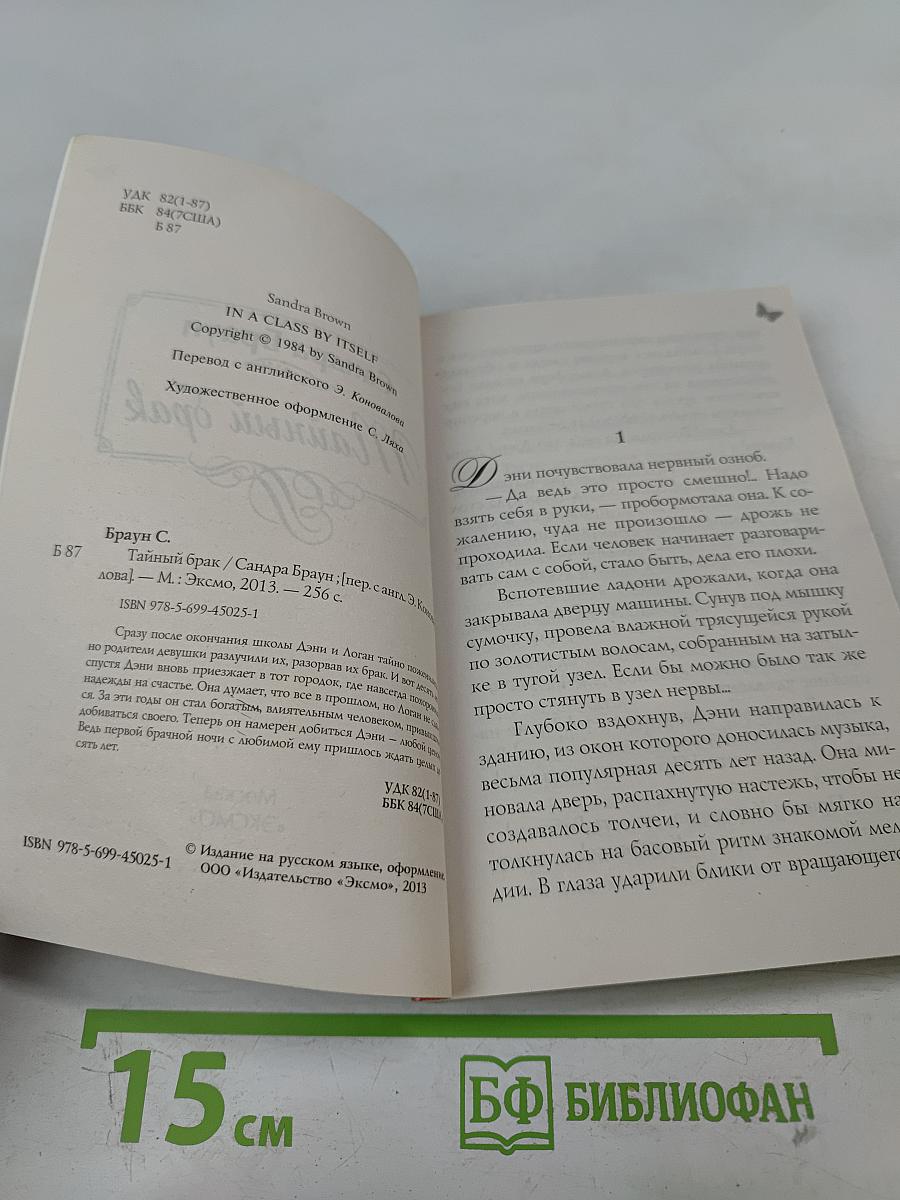 УДК 82(1-87)
ББК 84(7США)
Б 87
Sandra Brown
IN A CLASS BY ITSELF
Copyright © 1984 by Sandra Brown
Перевод с английского Э. Коновалова
Художественное оформление С. Ляха
Тайный брак
Браун С.
Б 87 Тайный брак / Сандра Браун ; [пер. с англ. Э. Конова-
лова]. — М. : Эксмо, 2013. — 256 с.
ISBN 978-5-699-45025-1
Сразу после окончания школы Дэни и Логан тайно
но родители девушки разлучили их, разорвав их брак. И вот
спустя Дэни вновь приезжает в тот городок, где навсегда
надежды на счастье. Она думает, что все в прошлом, но Логан не
ся. За эти годы он стал богатым, влиятельным человеком,
добиваться своего. Теперь он намерен добиться Дэни – любой
Ведь первой брачной ночи с любимой ему пришлось ждать целых
сять лет.
УДК 82(1-87)
ББК 84(7США
Москва
«ЭКСМО»
© Издание на русском языке, оформление.
ООО «Издательство «Эксмо», 2013
ISBN 978-5-699-45025-1
1
Дэни почувствовала нервный озноб.
— Да ведь это просто смешно!.. Надо
взять себя в руки, — пробормотала она. К со-
жалению, чуда не произошло — дрожь не
проходила. Если человек начинает разговари-
вать сам с собой, стало быть, дела его плохи.
Вспотевшие ладони дрожали, когда она
закрывала дверцу машины. Сунув под мышку
сумочку, провела влажной трясущейся рукой
по золотистым волосам, собранным на затыл-
ке в тугой узел. Если бы можно было так же
просто стянуть в узел нервы...
Глубоко вздохнув, Дэни направилась к
зданию, из окон которого доносилась музыка,
весьма популярная десять лет назад. Она ми-
новала дверь, распахнутую настежь, чтобы не
создавалось толчеи, и словно бы мягко на
толкнулась на басовый ритм знакомой мел
дии. В глаза ударили блики от вращающего
15 см
БФ БИБЛИОФАН